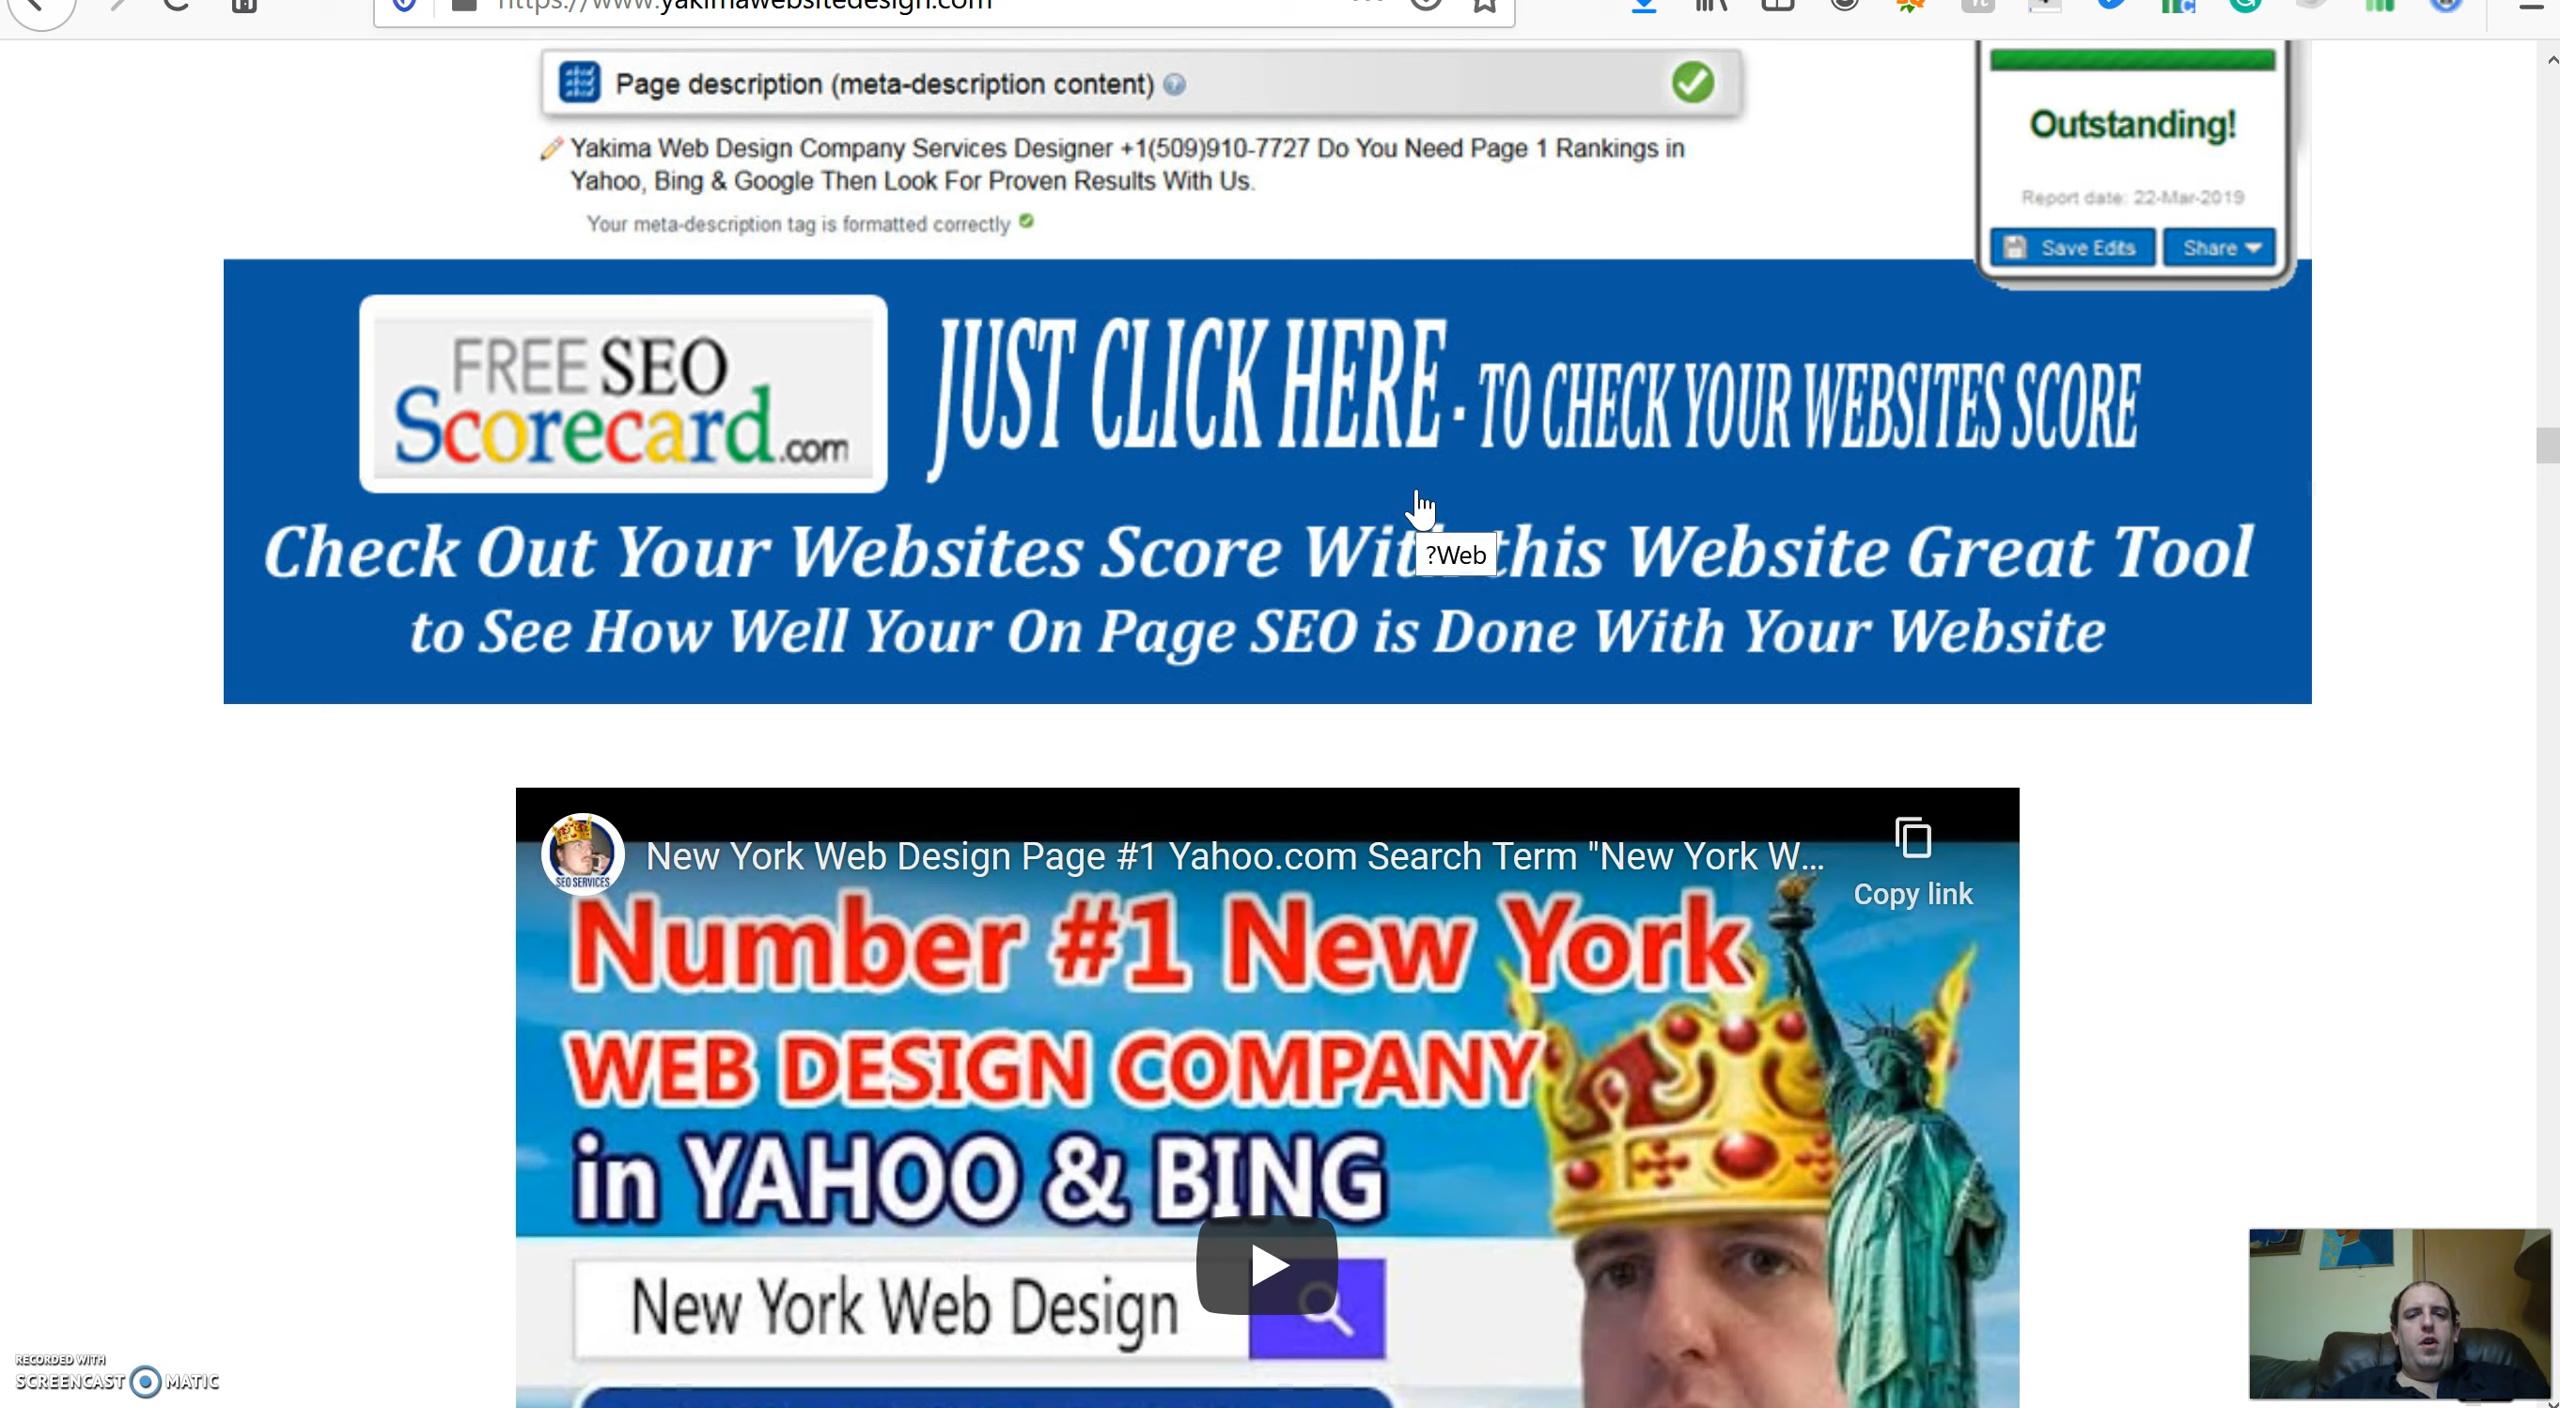 https://www.yakimawebsitedesign.com
Page description (meta-description content)
Yakima Web Design Company Services Designer +1(509)910-7727 Do You Need Page 1 Rankings in
Yahoo, Bing & Google Then Look For Proven Results With Us.
Your meta-description tag is formatted correctly
Outstanding!
Report date: 22-Mar-2019
Save Edits
Share
FREE SEO
Scorecard.com
JUST CLICK HERE - TO CHECK YOUR WEBSITES SCORE
Check Out Your Websites Score With this Website Great Tool
?Web
to See How Well Your On Page SEO is Done With Your Website
SEO SERVICES
New York Web Design Page #1 Yahoo.com Search Term "New York W...
Copy link
Number #1 New York
WEB DESIGN COMPANY
in YAHOO & BING
New York Web Design
RECORDED WITH
SCREENCAST MATIC